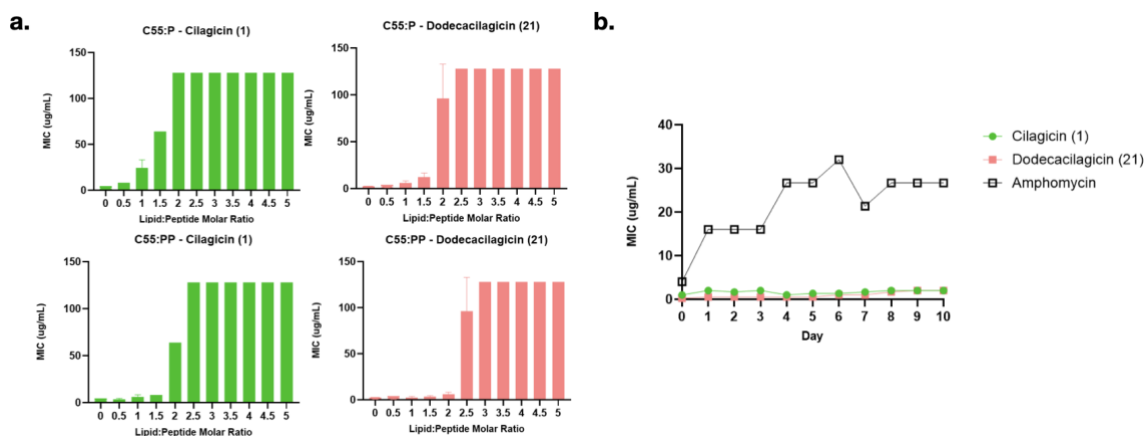 a.
C55:P - Cilagicin (1)
MIC (ug/mL)
150
100
50
0
0 0.5 1 1.5 2 2.5 3 3.5 4 4.5 5
Lipid:Peptide Molar Ratio
C55:P - Dodecacilagicin (21)
MIC (ug/mL)
150
100
50
0
0 0.5 1 1.5 2 2.5 3 3.5 4 4.5 5
Lipid:Peptide Molar Ratio
C55:PP - Cilagicin (1)
MIC (ug/mL)
150
100
50
0
0 0.5 1 1.5 2 2.5 3 3.5 4 4.5 5
Lipid:Peptide Molar Ratio
C55:PP - Dodecacilagicin (21)
MIC (ug/mL)
150
100
50
0
0 0.5 1 1.5 2 2.5 3 3.5 4 4.5 5
Lipid:Peptide Molar Ratio
b.
MIC (ug/mL)
40
30
20
10
0
0 1 2 3 4 5 6 7 8 9 10
Day
Cilagicin (1)
Dodecacilagicin (21)
Amphomycin